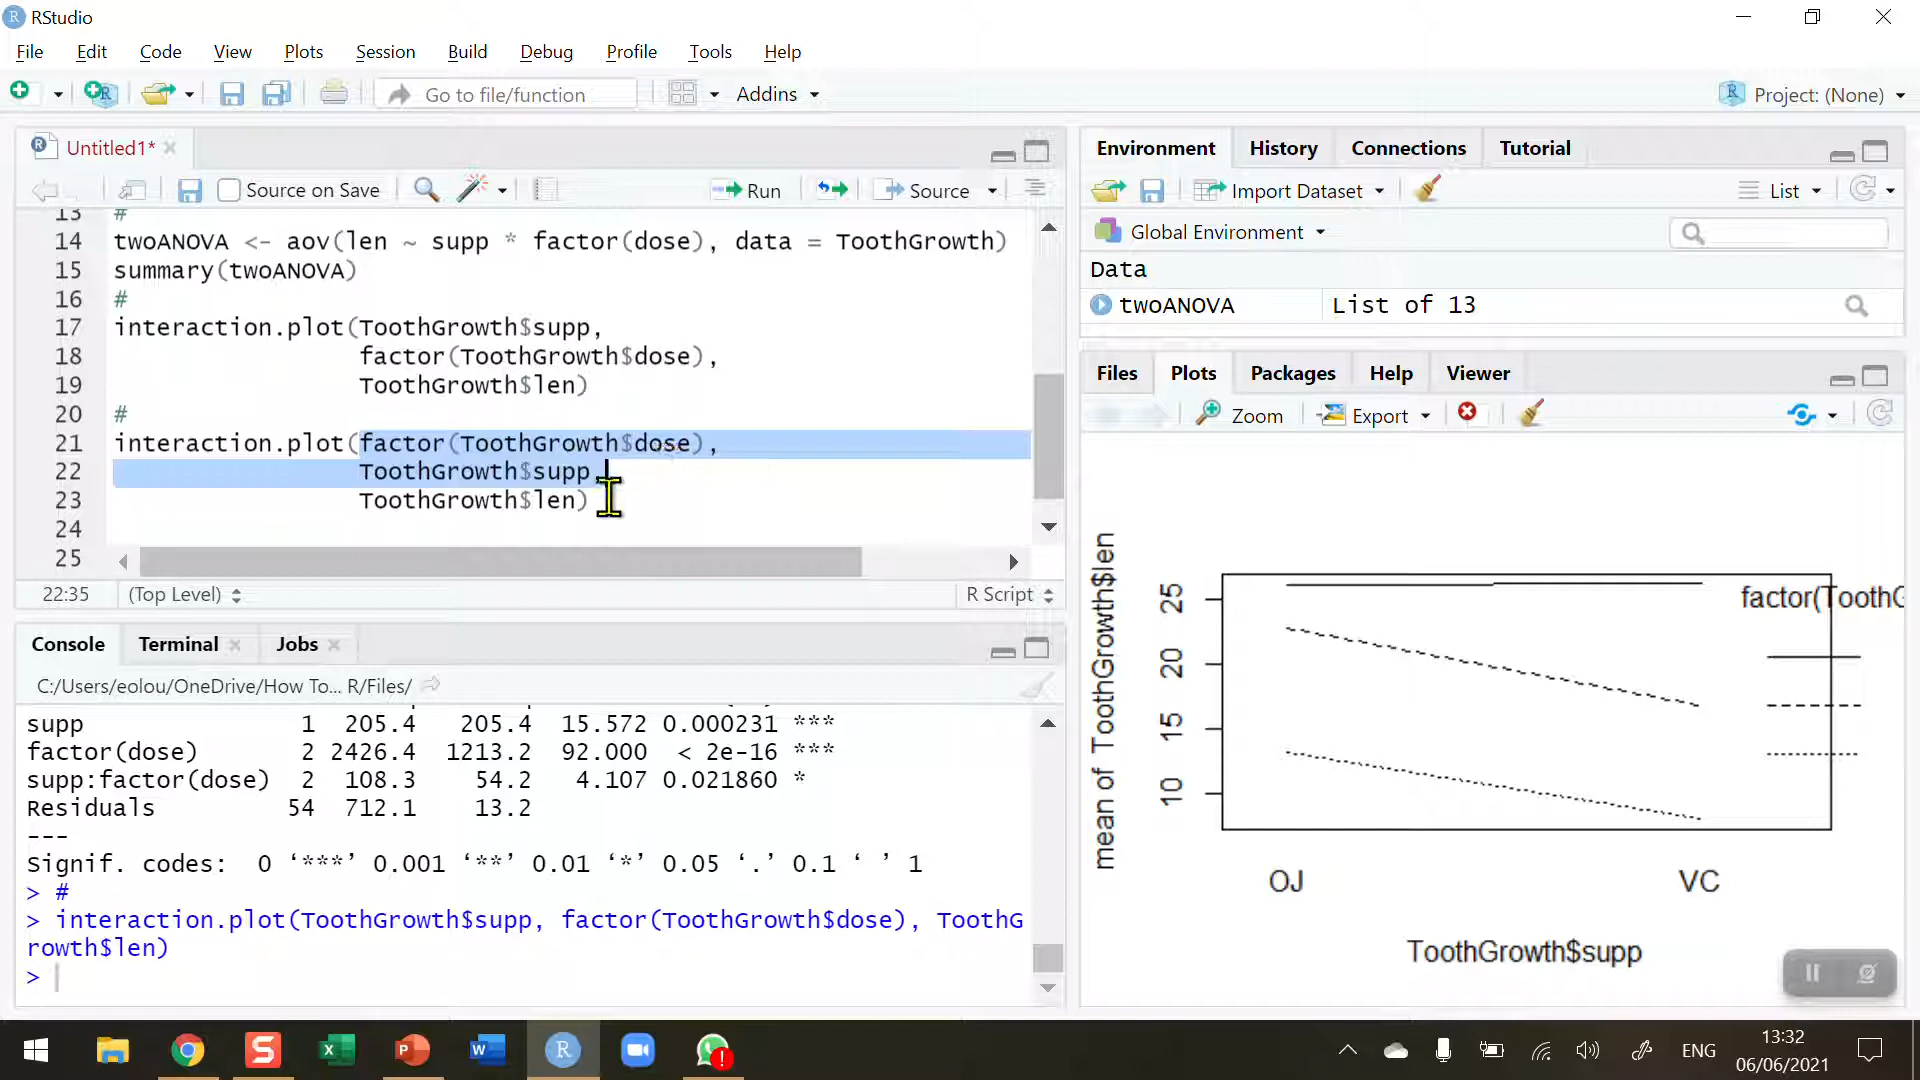 RStudio
File Edit Code View Plots Session Build Debug Profile Tools Help
Go to file/function Addins Project: (None)
Untitled1*
Source on Save Run Source
13 #
14 twoANOVA <- aov(len ~ supp * factor(dose), data = ToothGrowth)
15 summary(twoANOVA)
16 #
17 interaction.plot(ToothGrowth$supp,
18 factor(ToothGrowth$dose),
19 ToothGrowth$len)
20 #
21 interaction.plot(factor(ToothGrowth$dose),
22 ToothGrowth$supp
23 ToothGrowth$len)
24
25
22:35 (Top Level) R Script
Console Terminal Jobs
C:/Users/eolou/OneDrive/How To... R/Files/
supp 1 205.4 205.4 15.572 0.000231 ***
factor(dose) 2 2426.4 1213.2 92.000 < 2e-16 ***
supp:factor(dose) 2 108.3 54.2 4.107 0.021860 *
Residuals 54 712.1 13.2
---
Signif. codes: 0 ‘***’ 0.001 ‘**’ 0.01 ‘*’ 0.05 ‘.’ 0.1 ‘ ’ 1
> #
> interaction.plot(ToothGrowth$supp, factor(ToothGrowth$dose), ToothG
rowth$len)
>
Environment History Connections Tutorial
Import Dataset List
Global Environment
Data
twoANOVA List of 13
Files Plots Packages Help Viewer
Zoom Export
mean of ToothGrowth$len
25
20
15
10
factor(ToothG
OJ VC
ToothGrowth$supp
ENG
13:32
06/06/2021